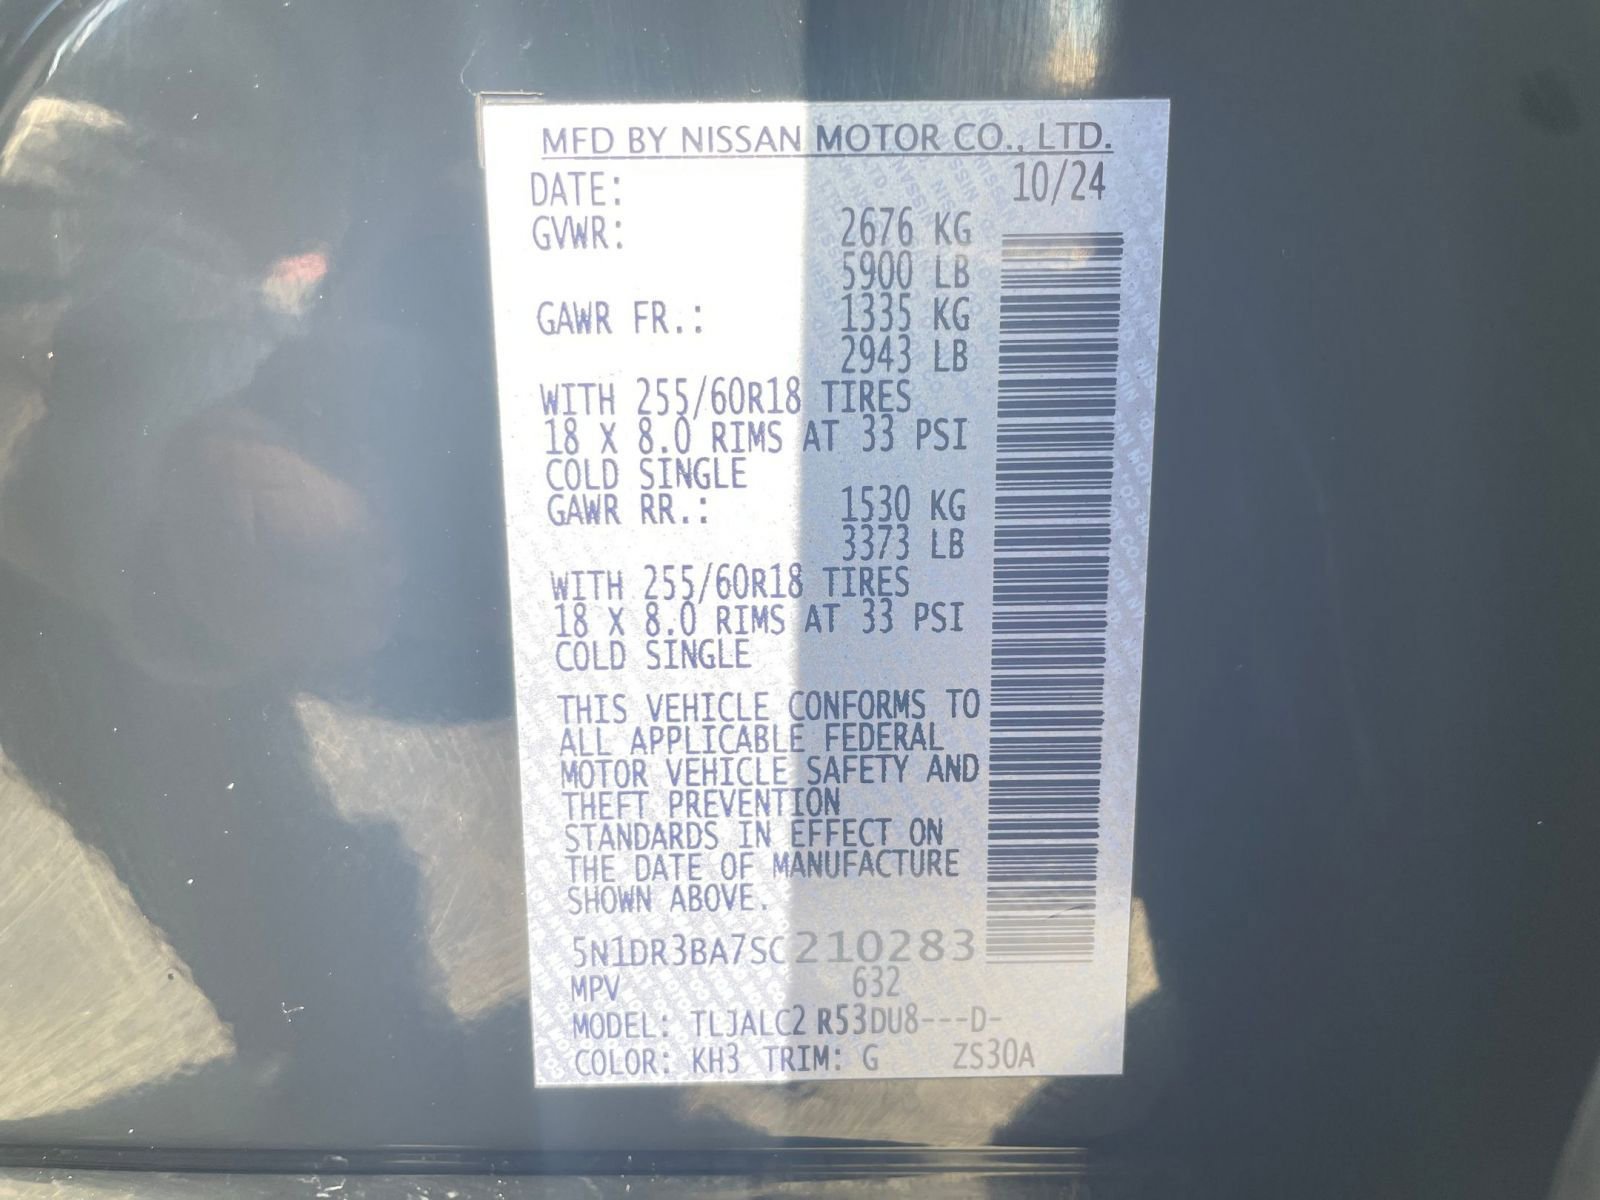 MFD BY NISSAN MOTOR CO., LTD.
DATE: 10/24
GVWR: 2676 KG
5900 LB
GAWR FR.: 1335 KG
2943 LB
WITH 255/60R18 TIRES
18 X 8.0 RIMS AT 33 PSI
COLD SINGLE
GAWR RR.: 1530 KG
3373 LB
WITH 255/60R18 TIRES
18 X 8.0 RIMS AT 33 PSI
COLD SINGLE
THIS VEHICLE CONFORMS TO
ALL APPLICABLE FEDERAL
MOTOR VEHICLE SAFETY AND
THEFT PREVENTION
STANDARDS IN EFFECT ON
THE DATE OF MANUFACTURE
SHOWN ABOVE.
5N1DR3BA7SC210283
MPV 632
MODEL: TLJALC2 R53DU8---D-
COLOR: KH3 TRIM: G ZS30A